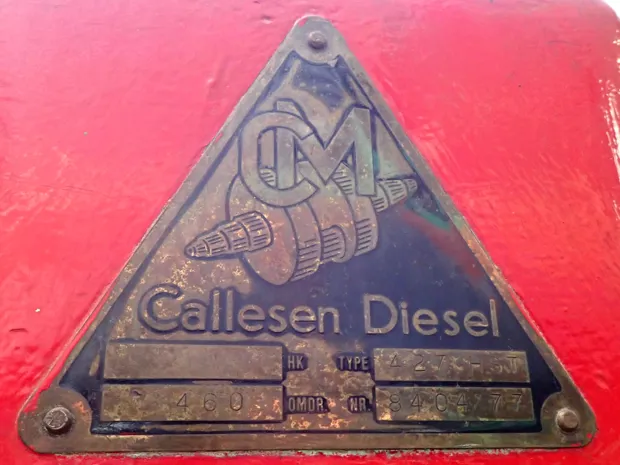 CM
Callesen Diesel
HK TYPE
460 OMDR. NR. 840477